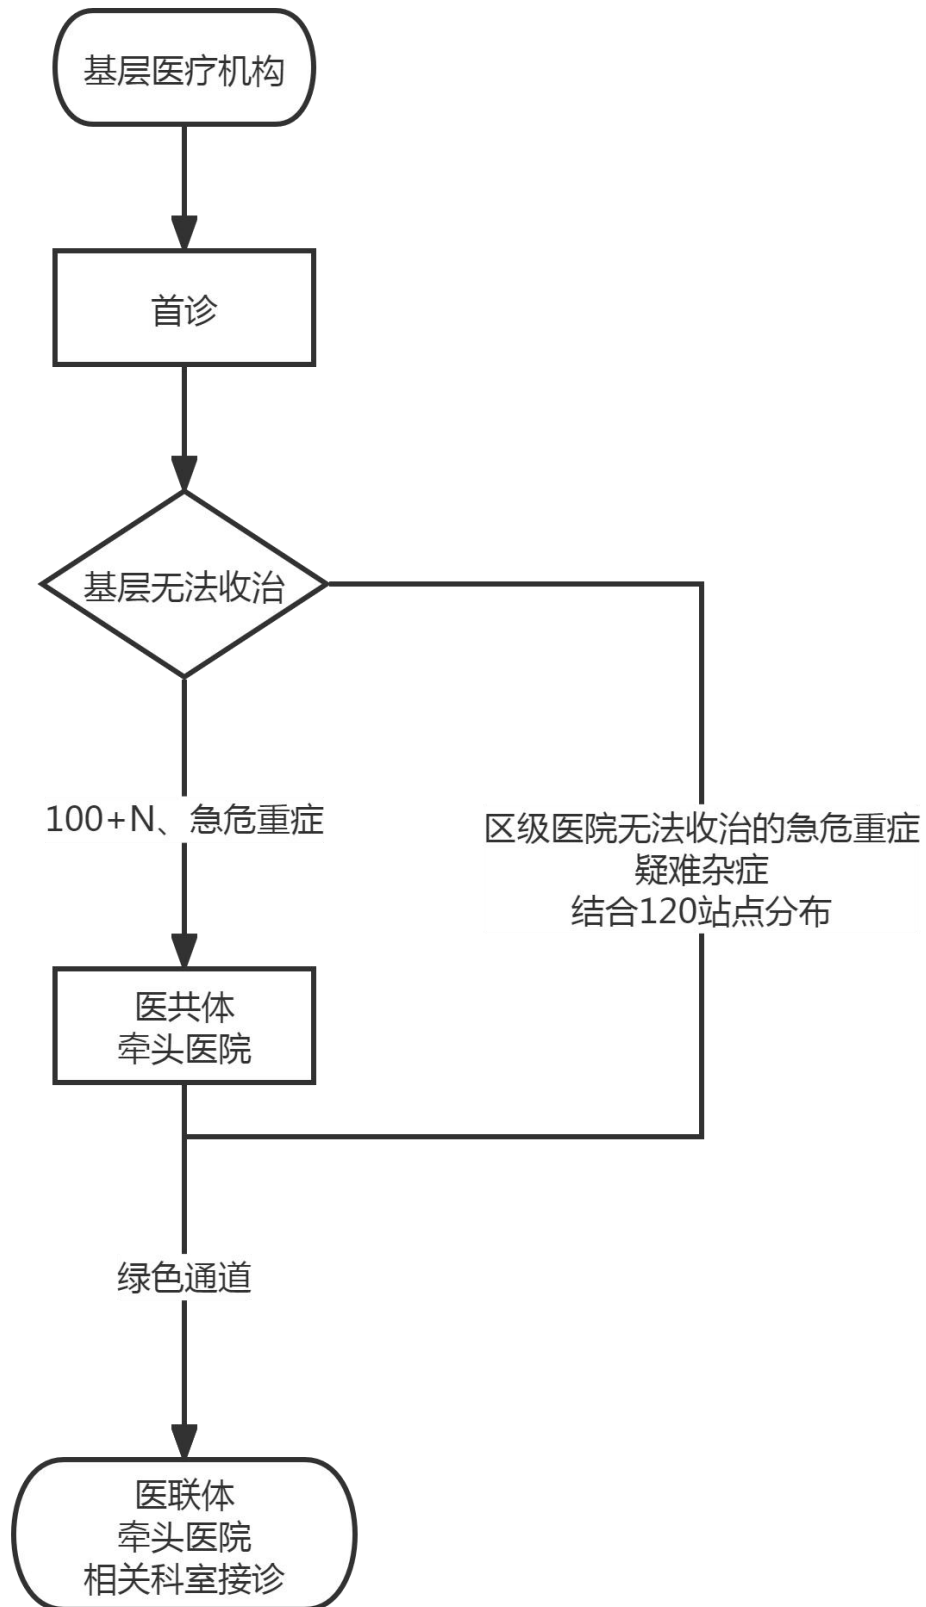 基层医疗机构
首诊
基层无法收治
100+N、急危重症
区级医院无法收治的急危重症
疑难杂症
结合120站点分布
医共体
牵头医院
绿色通道
医联体
牵头医院
相关科室接诊